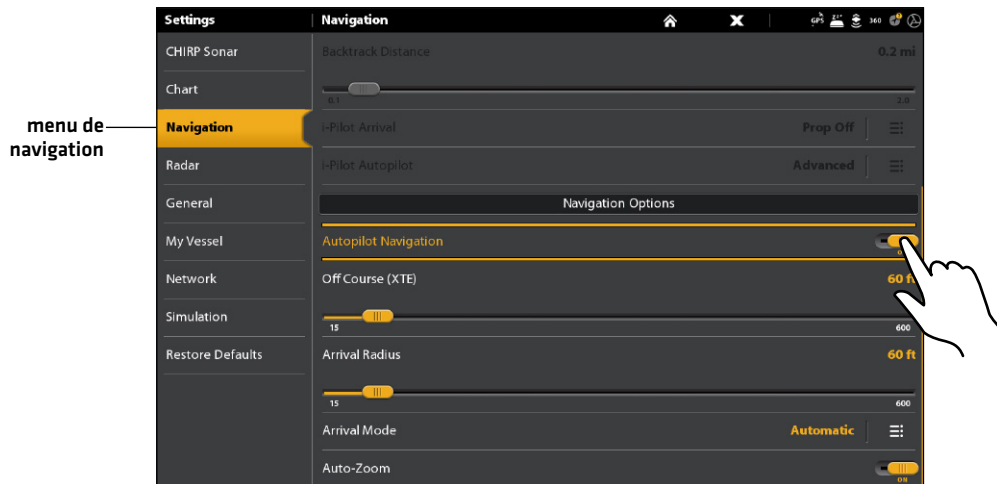 Settings
Navigation
GPS
360
CHIRP Sonar
Chart
Navigation
Radar
General
My Vessel
Network
Simulation
Restore Defaults
menu de
navigation
Backtrack Distance 0.2 mi
0.1 2.0
i-Pilot Arrival Prop Off
i-Pilot Autopilot Advanced
Navigation Options
Autopilot Navigation
Off Course (XTE) 60 ft
15 600
Arrival Radius 60 ft
15 600
Arrival Mode Automatic
Auto-Zoom
ON